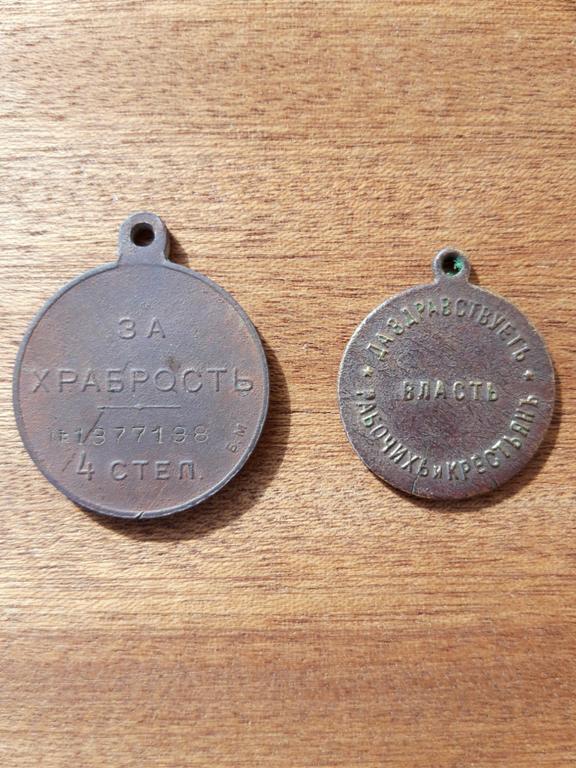 ЗА
ХРАБРОСТЬ
№1377198
4 СТЕП.
Б.М.
ДА ЗДРАВСТВУЕТЪ
ВЛАСТЬ
* РАБОЧИХЪ и КРЕСТЬЯНЪ *